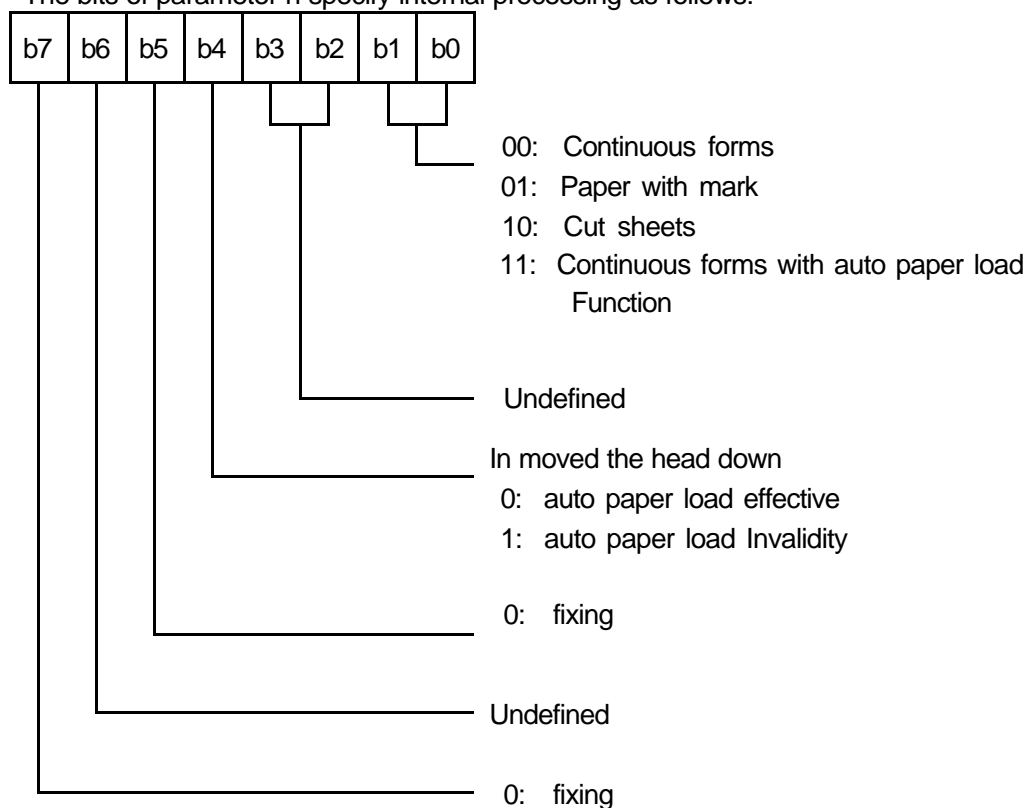 The bits of parameter n specify internal processing as follows:
b7 b6 b5 b4 b3 b2 b1 b0
00: Continuous forms
01: Paper with mark
10: Cut sheets
11: Continuous forms with auto paper load
Function
Undefined
In moved the head down
0: auto paper load effective
1: auto paper load Invalidity
0: fixing
Undefined
0: fixing